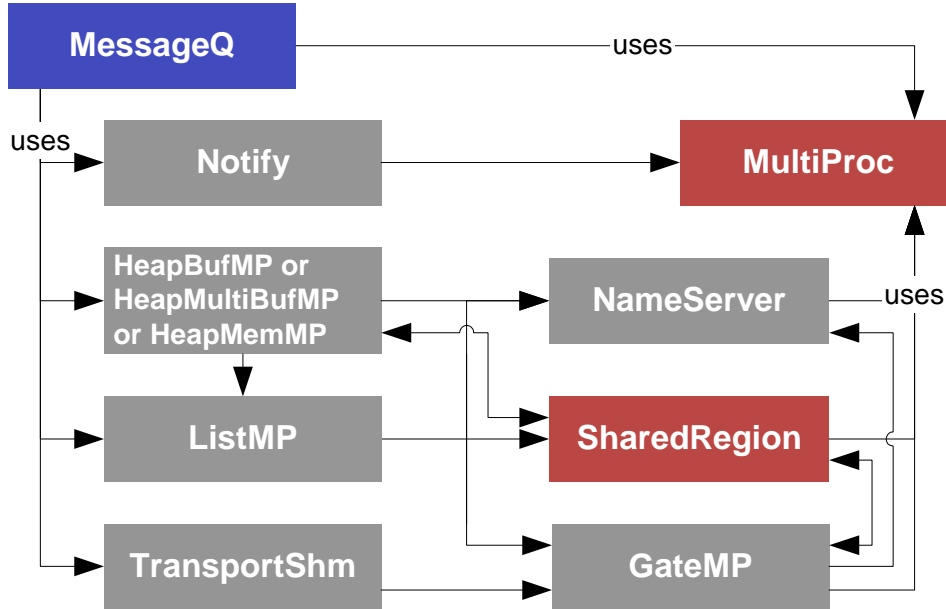 MessageQ
uses
uses
Notify
MultiProc
HeapBufMP or
HeapMultiBufMP
or HeapMemMP
NameServer
uses
ListMP
SharedRegion
TransportShm
GateMP